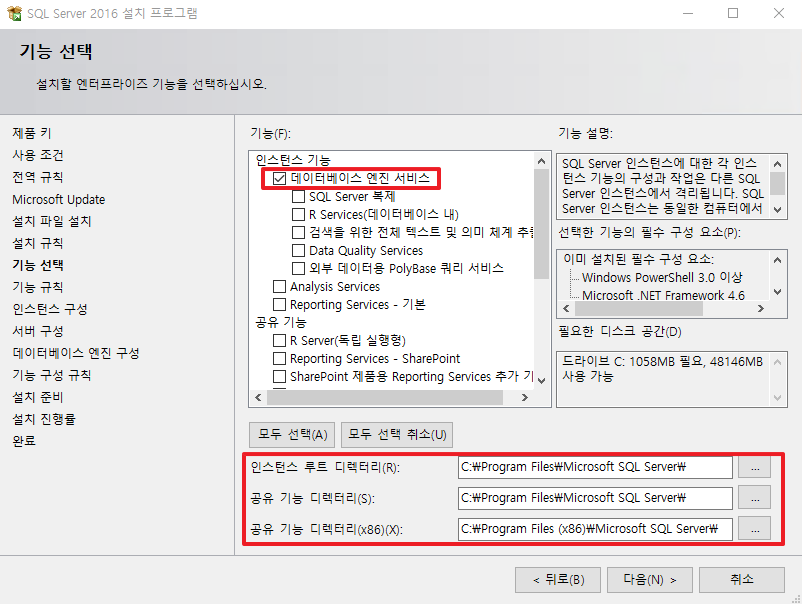 SQL Server 2016 설치 프로그램
기능 선택
설치할 엔터프라이즈 기능을 선택하십시오.
제품 키
사용 조건
전역 규칙
Microsoft Update
설치 파일 설치
설치 규칙
기능 선택
기능 규칙
인스턴스 구성
서버 구성
데이터베이스 엔진 구성
기능 구성 규칙
설치 준비
설치 진행률
완료
기능(F):
인스턴스 기능
데이터베이스 엔진 서비스
SQL Server 복제
R Services(데이터베이스 내)
검색을 위한 전체 텍스트 및 의미 체계 추출
Data Quality Services
외부 데이터용 PolyBase 쿼리 서비스
Analysis Services
Reporting Services - 기본
공유 기능
R Server(독립 실행형)
Reporting Services - SharePoint
SharePoint 제품용 Reporting Services 추가 기
모두 선택(A)
모두 선택 취소(U)
기능 설명:
SQL Server 인스턴스에 대한 각 인스
턴스 기능의 구성과 작업은 다른 SQL
Server 인스턴스에서 격리됩니다. SQL
Server 인스턴스는 동일한 컴퓨터에서
선택한 기능의 필수 구성 요소(P):
이미 설치된 필수 구성 요소:
Windows PowerShell 3.0 이상
Microsoft .NET Framework 4.6
필요한 디스크 공간(D)
드라이브 C: 1058MB 필요, 48146MB
사용 가능
인스턴스 루트 디렉터리(R):
C:₩Program Files₩Microsoft SQL Server₩
...
공유 기능 디렉터리(S):
C:₩Program Files₩Microsoft SQL Server₩
...
공유 기능 디렉터리(x86)(X):
C:₩Program Files (x86)₩Microsoft SQL Server₩
...
< 뒤로(B)
다음(N) >
취소